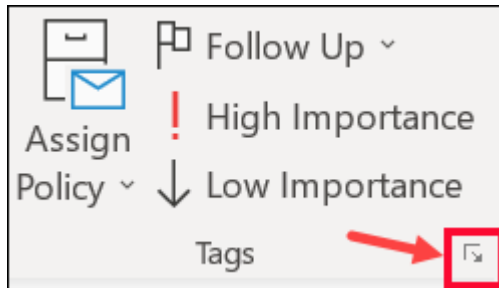 Follow Up
High Importance
Assign
Policy
Low Importance
Tags